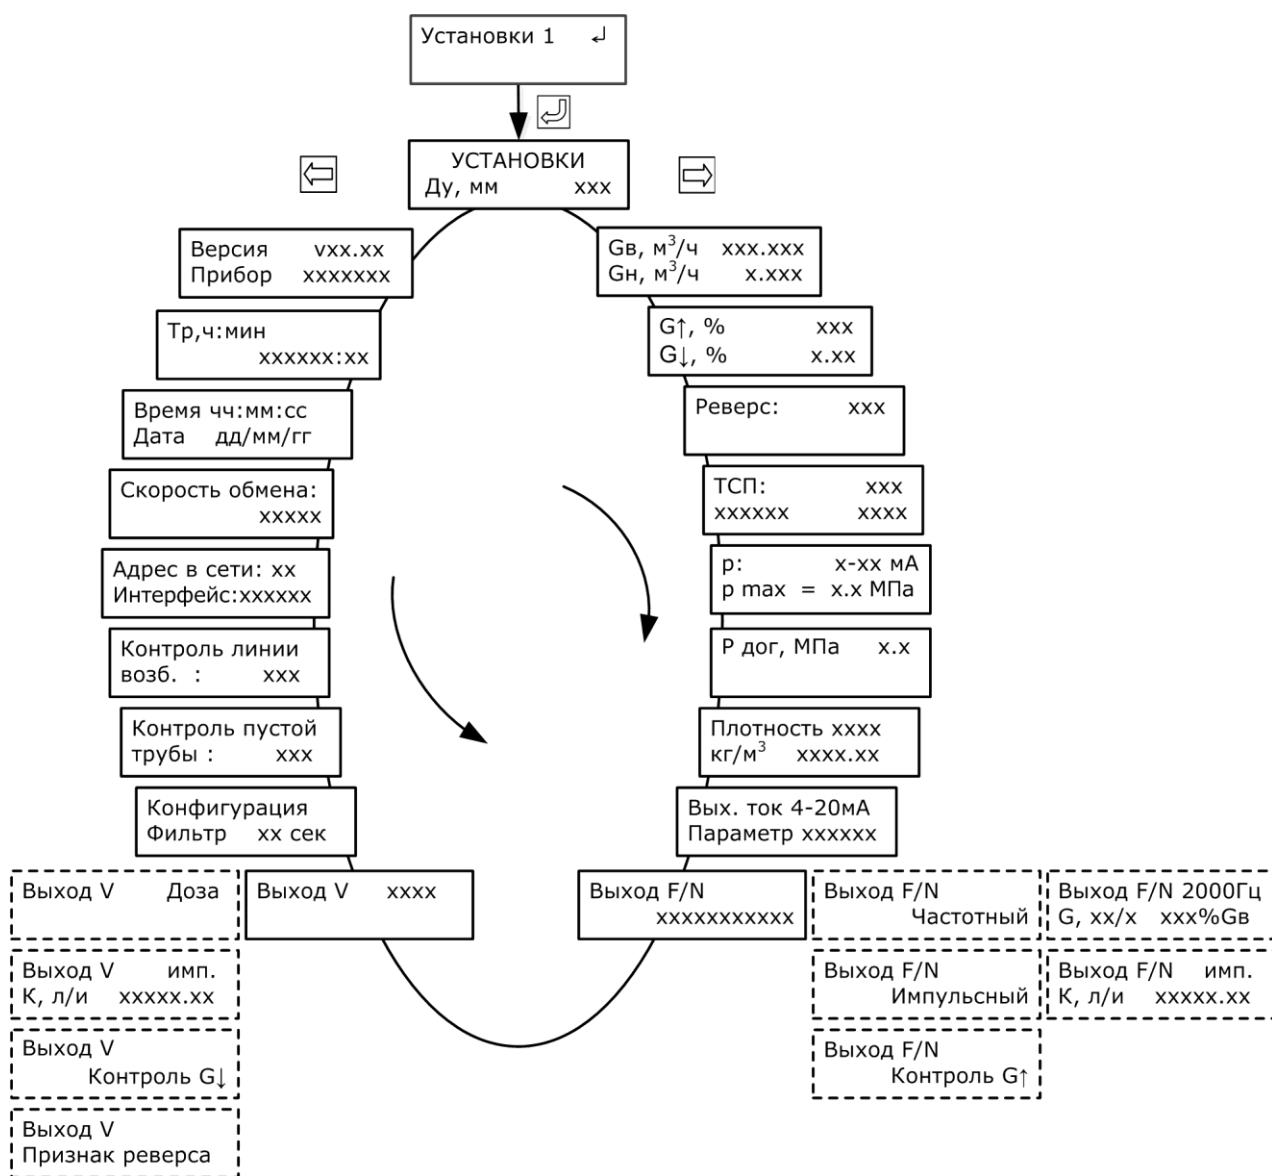 Установки 1 ↲
УСТАНОВКИ
Ду, мм xxx
Версия vxx.xx
Прибор xxxxxxx
Gв, м³/ч xxx.xxx
Gн, м³/ч x.xxx
Тр,ч:мин
xxxxxx:xx
G↑, % xxx
G↓, % x.xx
Время чч:мм:сс
Дата дд/мм/гг
Реверс: xxx
Скорость обмена:
xxxxx
ТСП: xxx
xxxxxx xxxx
Адрес в сети: xx
Интерфейс:xxxxxx
p: x-xx мА
p max = x.x МПа
Контроль линии
возб. : xxx
Р дог, МПа x.x
Контроль пустой
трубы : xxx
Плотность xxxx
кг/м³ xxxx.xx
Конфигурация
Фильтр xx сек
Вых. ток 4-20мА
Параметр xxxxxx
Выход V Доза
Выход V xxxx
Выход F/N
xxxxxxxxxxx
Выход F/N
Частотный
Выход F/N 2000Гц
G, xx/x xxx%Gв
Выход V имп.
К, л/и xxxxx.xx
Выход F/N
Импульсный
Выход F/N имп.
К, л/и xxxxx.xx
Выход V
Контроль G↓
Выход F/N
Контроль G↑
Выход V
Признак реверса